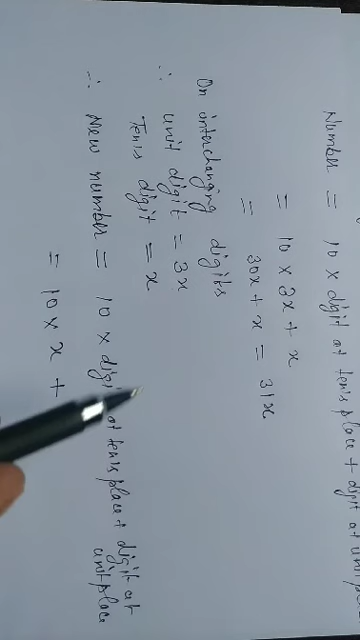 Number = 10 × digit at ten's place + digit at unit place
= 10 × 3x + x
= 30x + x = 31x
On interchanging digits
∴ unit digit = 3x
Ten's digit = x
∴ New number = 10 × digit at ten's place + digit at
unit place
= 10 × x +